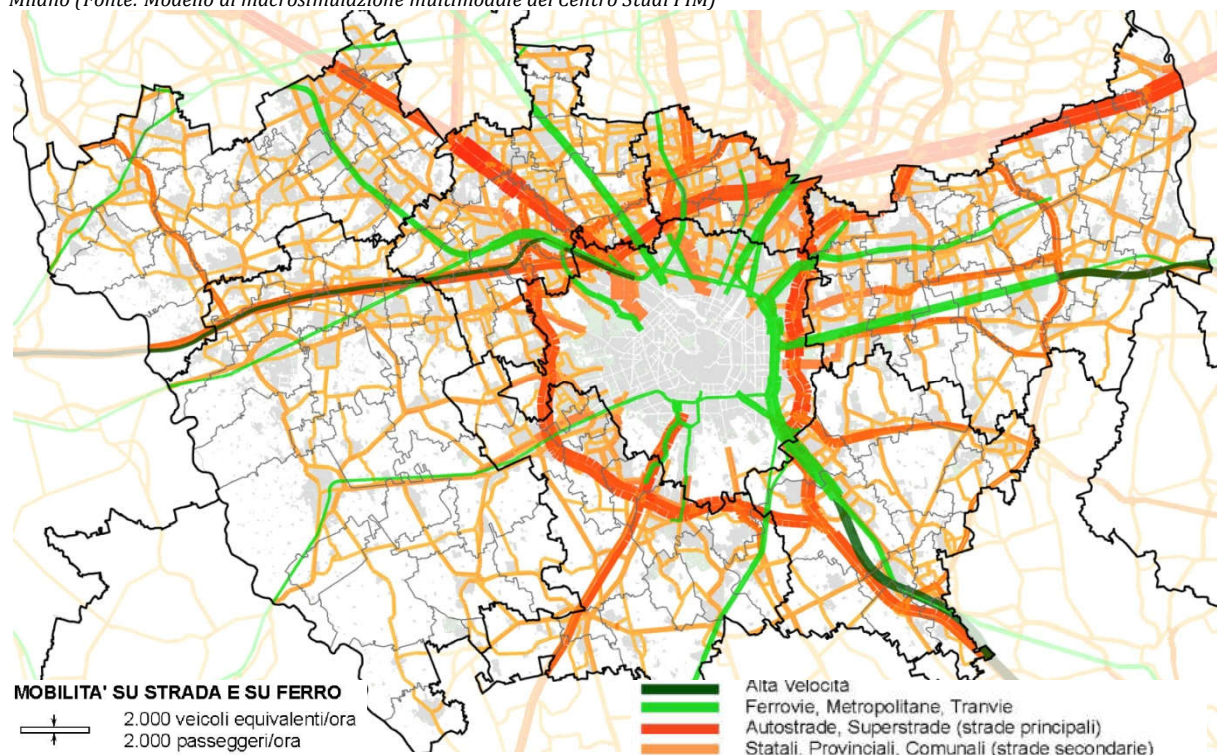 Milano (Fonte: Modello di macrosimulazione multimodale del Centro Studi PIM)
MOBILITA' SU STRADA E SU FERRO
2.000 veicoli equivalenti/ora
2.000 passeggeri/ora
Alta Velocità
Ferrovie, Metropolitane, Tranvie
Autostrade, Superstrade (strade principali)
Statali, Provinciali, Comunali (strade secondarie)